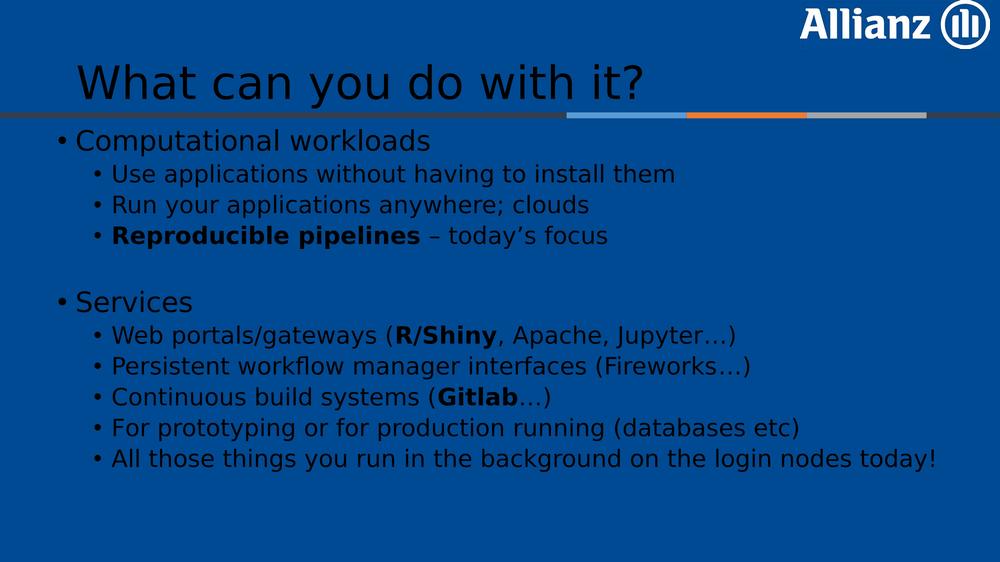 Allianz
What can you do with it?
• Computational workloads
• Use applications without having to install them
• Run your applications anywhere; clouds
• Reproducible pipelines – today’s focus
• Services
• Web portals/gateways (R/Shiny, Apache, Jupyter…)
• Persistent workflow manager interfaces (Fireworks…)
• Continuous build systems (Gitlab…)
• For prototyping or for production running (databases etc)
• All those things you run in the background on the login nodes today!